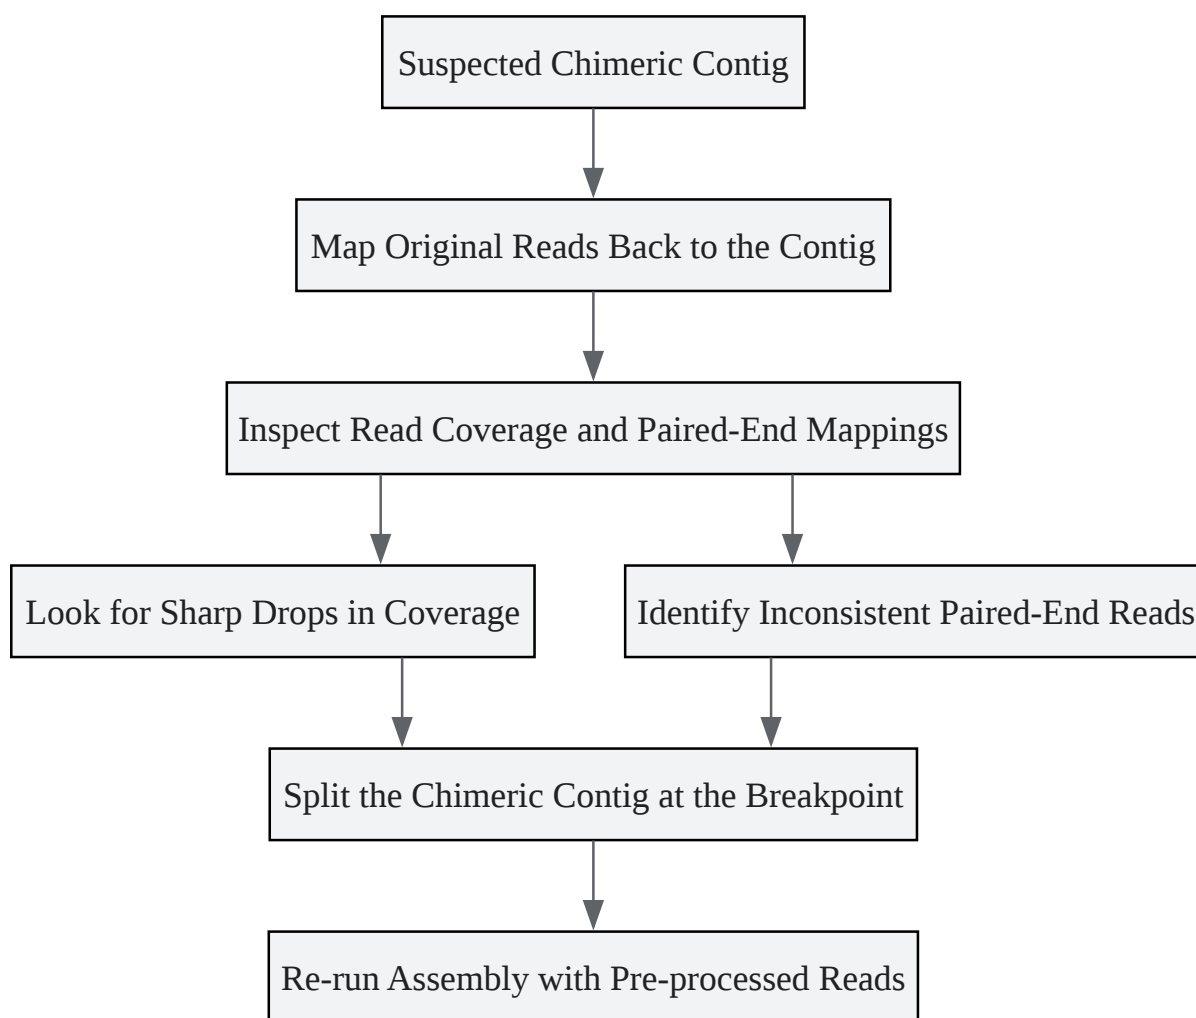 Suspected Chimeric Contig
Map Original Reads Back to the Contig
Inspect Read Coverage and Paired-End Mappings
Look for Sharp Drops in Coverage
Identify Inconsistent Paired-End Reads
Split the Chimeric Contig at the Breakpoint
Re-run Assembly with Pre-processed Reads